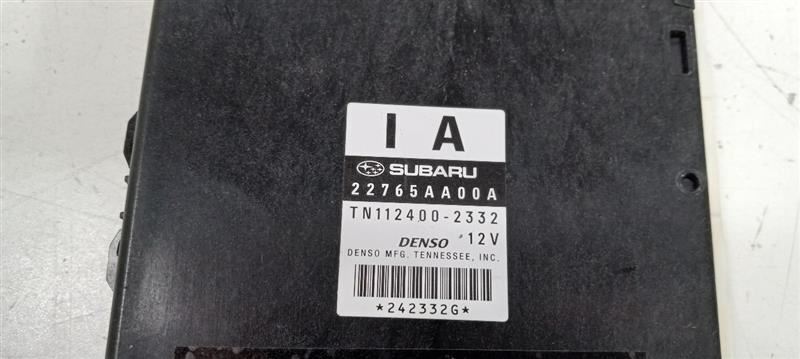 I A
SUBARU
22765AA00A
TN112400-2332
DENSO 12V
DENSO MFG. TENNESSEE, INC.
*242332G*